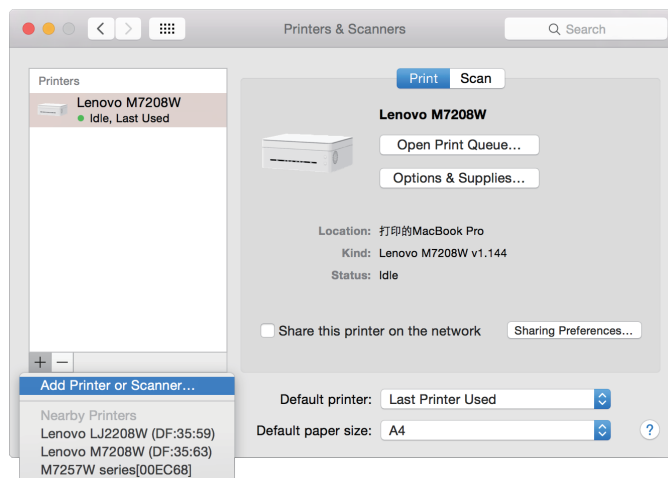 Printers & Scanners
Search
Printers
Lenovo M7208W
Idle, Last Used
Print Scan
Lenovo M7208W
Open Print Queue...
Options & Supplies...
Location: 打印的MacBook Pro
Kind: Lenovo M7208W v1.144
Status: Idle
Share this printer on the network
Sharing Preferences...
+ −
Add Printer or Scanner...
Nearby Printers
Lenovo LJ2208W (DF:35:59)
Lenovo M7208W (DF:35:63)
M7257W series[00EC68]
Default printer: Last Printer Used
Default paper size: A4
?